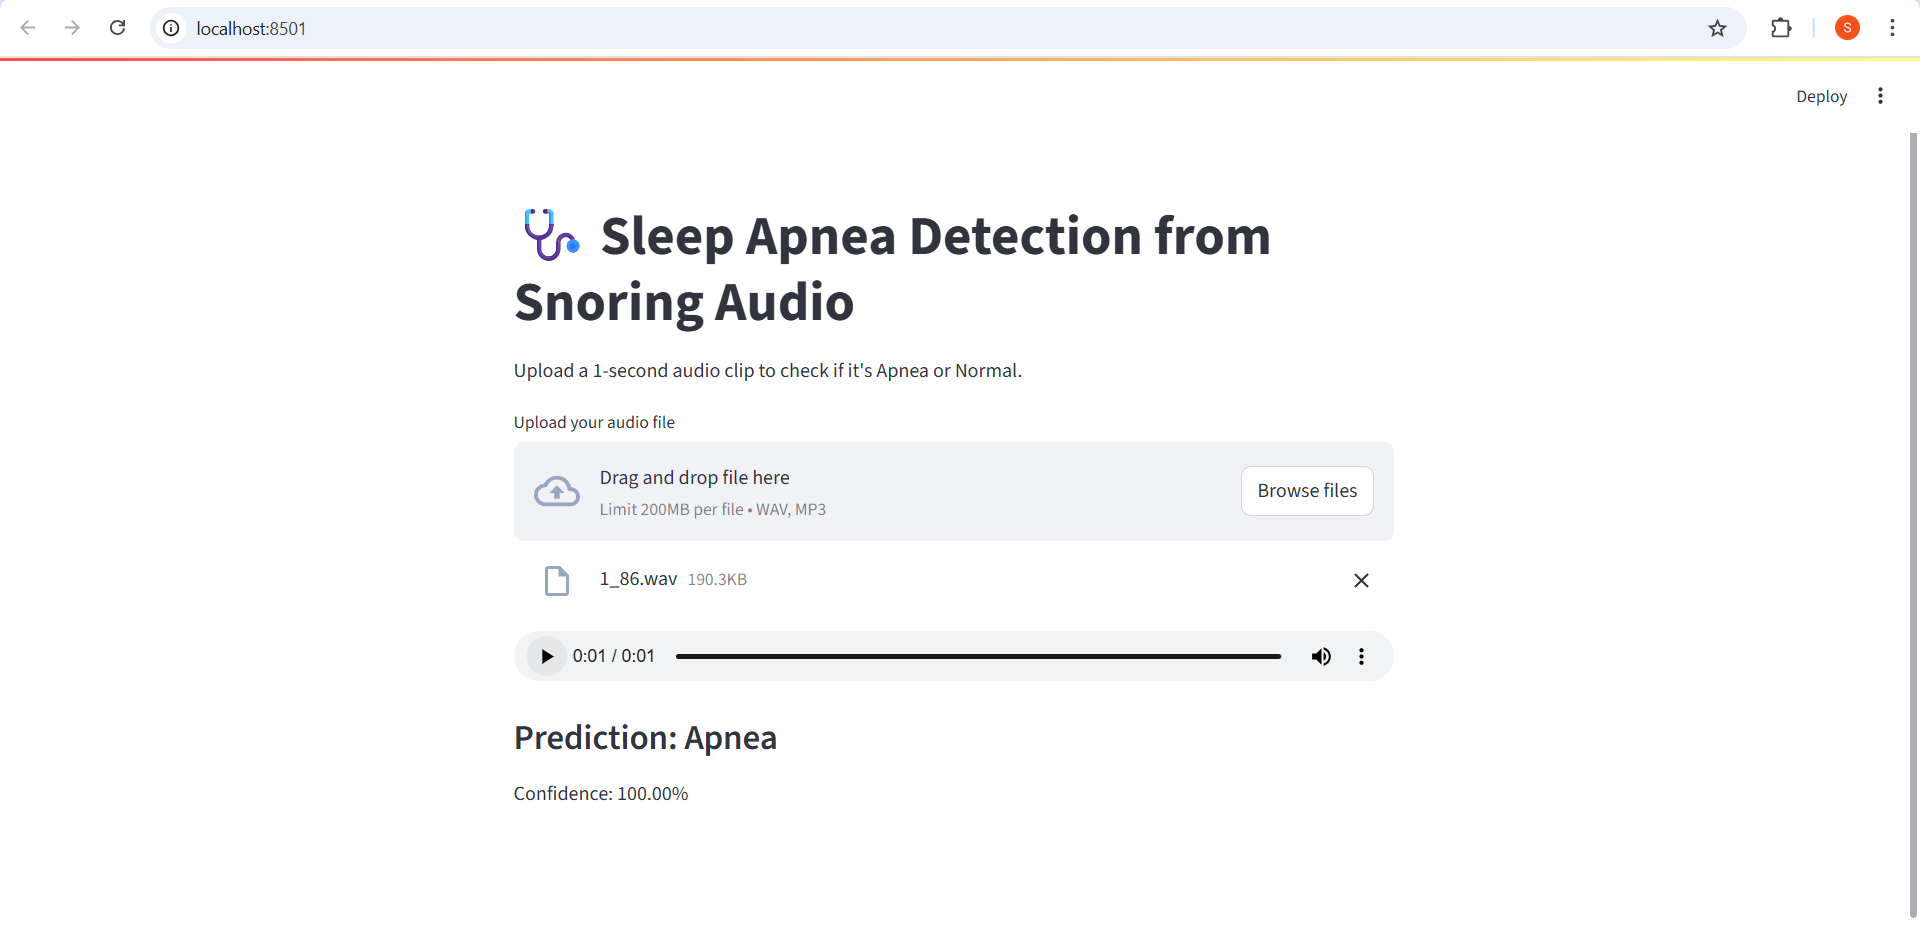 localhost:8501
S
Deploy
Sleep Apnea Detection from
Snoring Audio
Upload a 1-second audio clip to check if it's Apnea or Normal.
Upload your audio file
Drag and drop file here
Limit 200MB per file • WAV, MP3
Browse files
1_86.wav 190.3KB
0:01 / 0:01
Prediction: Apnea
Confidence: 100.00%